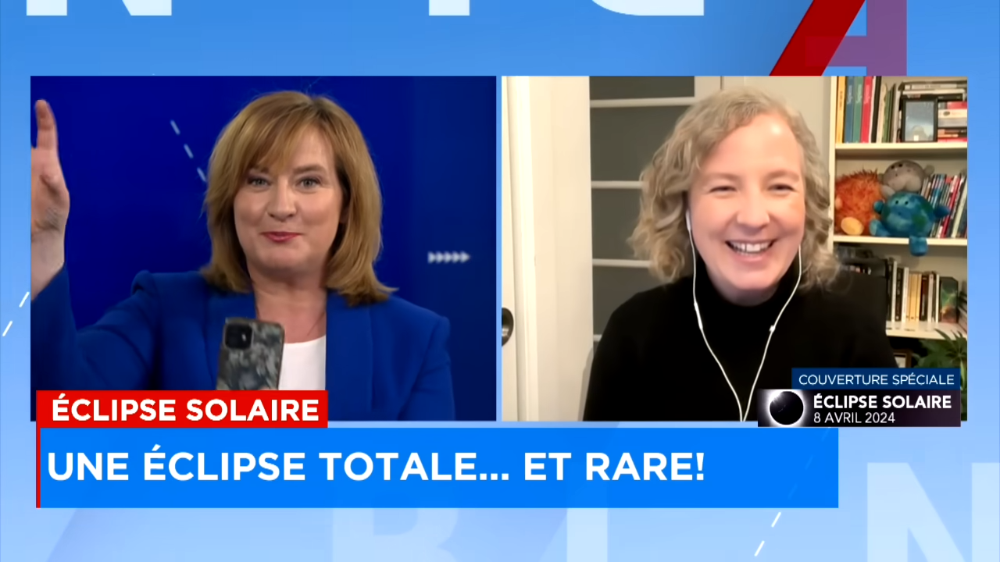 COUVERTURE SPÉCIALE
ÉCLIPSE SOLAIRE
8 AVRIL 2024
ÉCLIPSE SOLAIRE
UNE ÉCLIPSE TOTALE... ET RARE!